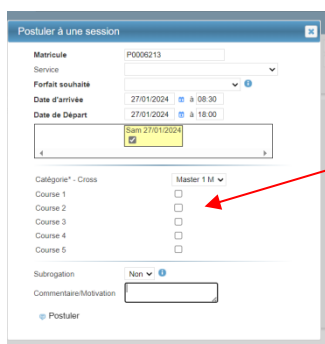 Postuler à une session
Matricule P0006213
Service
Forfait souhaité
Date d'arrivée 27/01/2024 à 08:30
Date de Départ 27/01/2024 à 18:00
Sam 27/01/2024
Catégorie* - Cross Master 1 M
Course 1
Course 2
Course 3
Course 4
Course 5
Subrogation Non
Commentaire/Motivation
Postuler